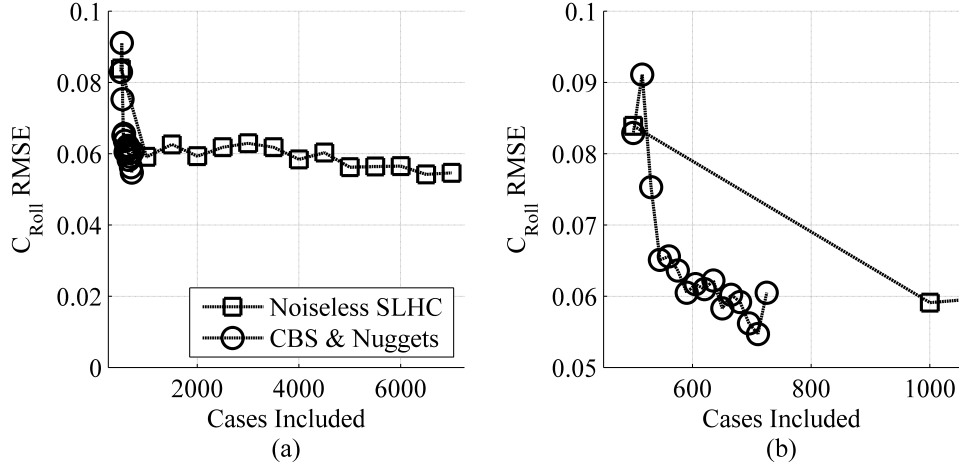 0.1
0.08
0.06
0.04
0.02
0
C_Roll RMSE
Noiseless SLHC
CBS & Nuggets
2000 4000 6000
Cases Included
(a)
0.1
0.09
0.08
0.07
0.06
0.05
C_Roll RMSE
600 800 1000
Cases Included
(b)